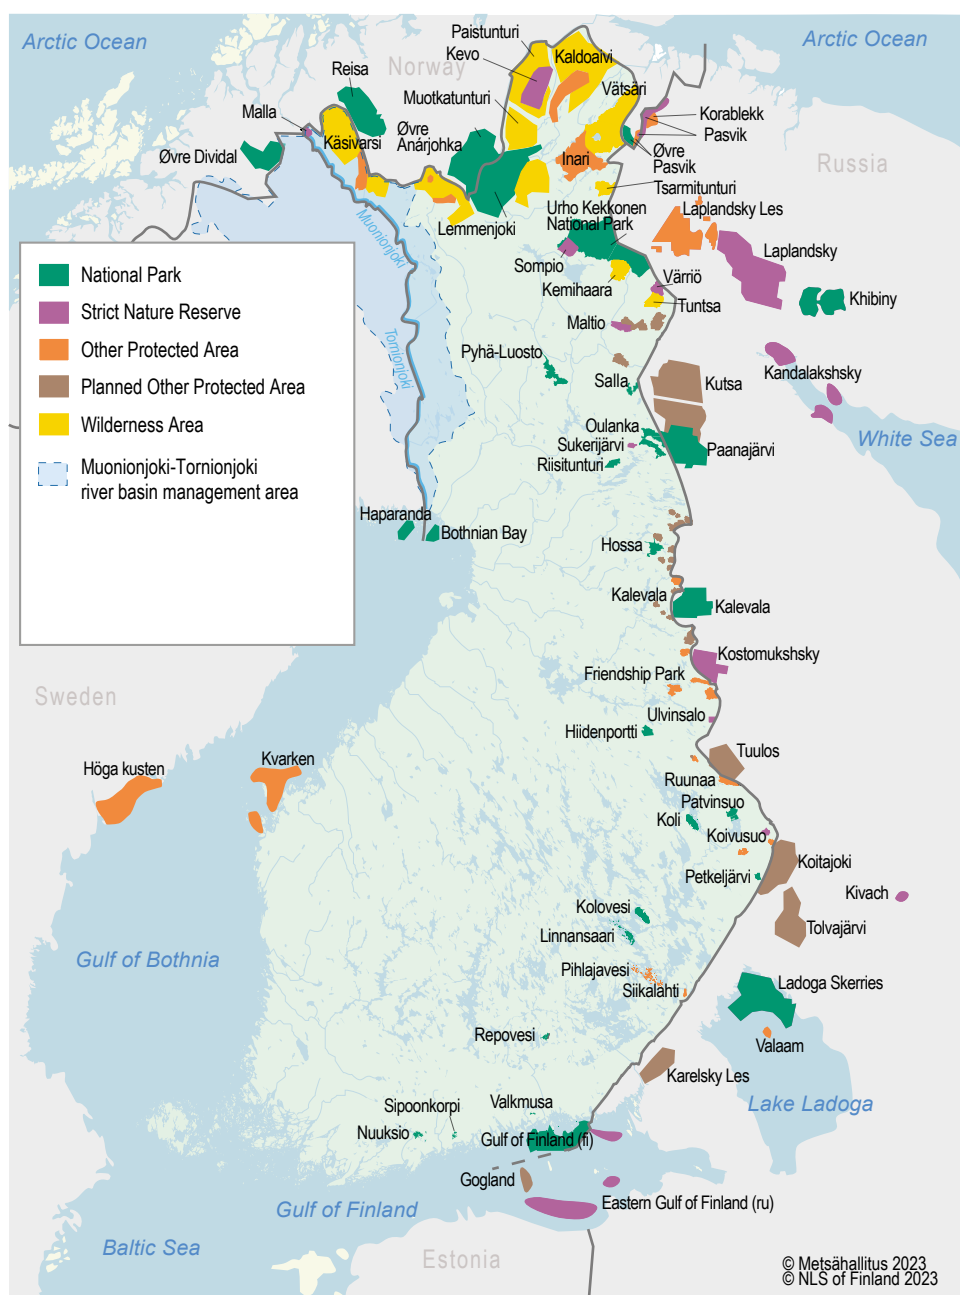 Arctic Ocean
Arctic Ocean
Norway
Paistunturi
Kevo
Kaldoalvi
Reisa
Vätsäri
Muotkatunturi
Malla
Korablekk
Pasvik
Käsivarsi
Øvre
Anárjohka
Øvre Dividal
Inari
Øvre
Pasvik
Russia
Tsarmitunturi
Urho Kekkonen
National Park
Laplandsky Les
Muonionjoki
Lemmenjoki
Laplandsky
Sompio
Kemihaara
Värriö
Tuntsa
Khibiny
National Park
Strict Nature Reserve
Other Protected Area
Planned Other Protected Area
Wilderness Area
Muonionjoki-Tornionjoki
river basin management area
Maltio
Tornionjoki
Pyhä-Luosto
Salla
Kutsa
Kandalakshsky
White Sea
Oulanka
Sukerijärvi
Riisitunturi
Paanajärvi
Haparanda
Bothnian Bay
Hossa
Kalevala
Kalevala
Kostomukshsky
Friendship Park
Sweden
Ulvinsalo
Hiidenportti
Tuulos
Höga kusten
Kvarken
Ruunaa
Patvinsuo
Koli
Koivusuo
Koitajoki
Petkeljärvi
Kivach
Kolovesi
Tolvajärvi
Linnansaari
Gulf of Bothnia
Pihlajavesi
Siikalahti
Ladoga Skerries
Repovesi
Valaam
Karelsky Les
Lake Ladoga
Sipoonkorpi
Valkmusa
Nuuksio
Gulf of Finland (fi)
Gogland
Gulf of Finland
Eastern Gulf of Finland (ru)
Baltic Sea
Estonia
© Metsähallitus 2023
© NLS of Finland 2023